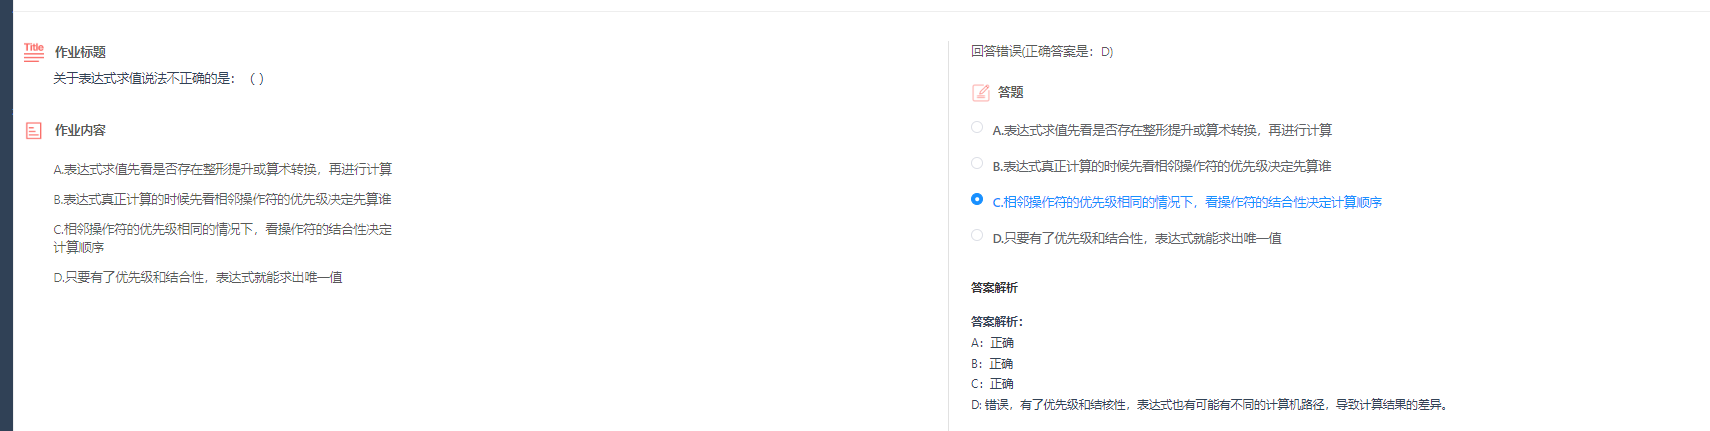 Title 作业标题
关于表达式求值说法不正确的是：（ ）
作业内容
A.表达式求值先看是否存在整形提升或算术转换，再进行计算
B.表达式真正计算的时候先看相邻操作符的优先级决定先算谁
C.相邻操作符的优先级相同的情况下，看操作符的结合性决定
计算顺序
D.只要有了优先级和结合性，表达式就能求出唯一值
回答错误(正确答案是：D)
答题
A.表达式求值先看是否存在整形提升或算术转换，再进行计算
B.表达式真正计算的时候先看相邻操作符的优先级决定先算谁
C.相邻操作符的优先级相同的情况下，看操作符的结合性决定计算顺序
D.只要有了优先级和结合性，表达式就能求出唯一值
答案解析
答案解析：
A：正确
B：正确
C：正确
D: 错误，有了优先级和结核性，表达式也有可能有不同的计算机路径，导致计算结果的差异。